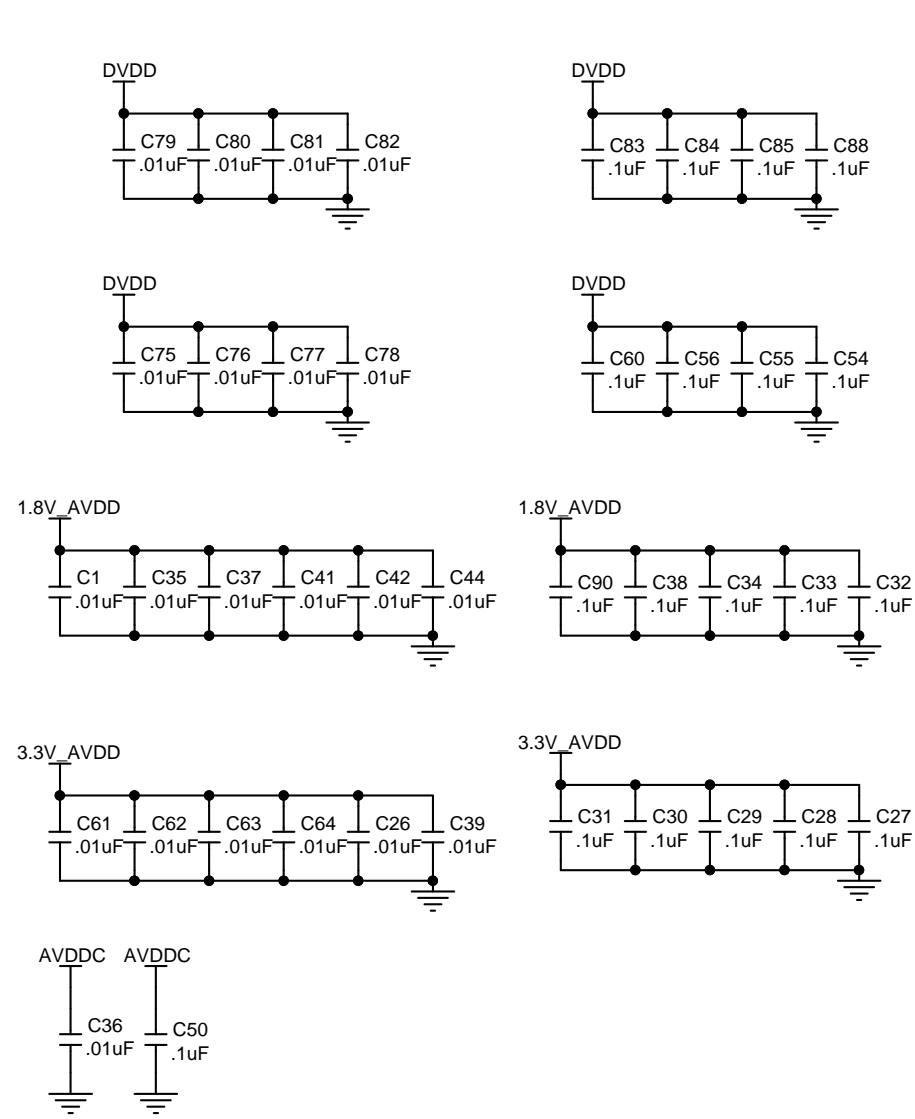 DVDD
C79 C80 C81 C82
.01uF .01uF .01uF .01uF
DVDD
C83 C84 C85 C88
.1uF .1uF .1uF .1uF
DVDD
C75 C76 C77 C78
.01uF .01uF .01uF .01uF
DVDD
C60 C56 C55 C54
.1uF .1uF .1uF .1uF
1.8V_AVDD
C1 C35 C37 C41 C42 C44
.01uF .01uF .01uF .01uF .01uF .01uF
1.8V_AVDD
C90 C38 C34 C33 C32
.1uF .1uF .1uF .1uF .1uF
3.3V_AVDD
C61 C62 C63 C64 C26 C39
.01uF .01uF .01uF .01uF .01uF .01uF
3.3V_AVDD
C31 C30 C29 C28 C27
.1uF .1uF .1uF .1uF .1uF
AVDDC AVDDC
C36 C50
.01uF .1uF